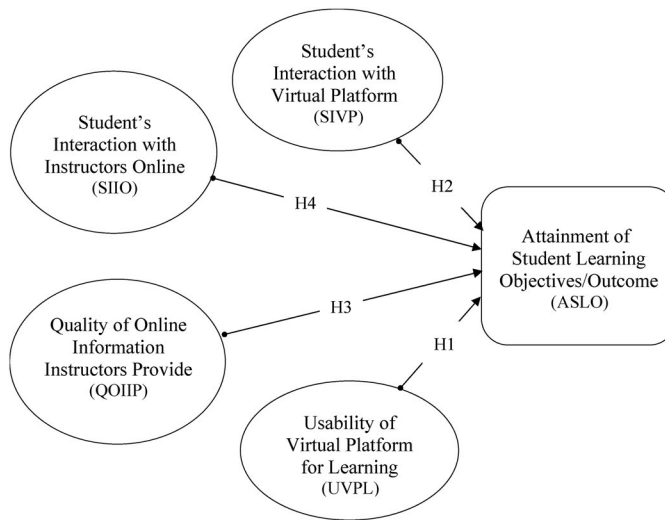 Student’s
Interaction with
Virtual Platform
(SIVP)
Student’s
Interaction with
Instructors Online
(SIIO)
H2
H4
Attainment of
Student Learning
Objectives/Outcome
(ASLO)
H3
Quality of Online
Information
Instructors Provide
(QOIIP)
H1
Usability of
Virtual Platform
for Learning
(UVPL)